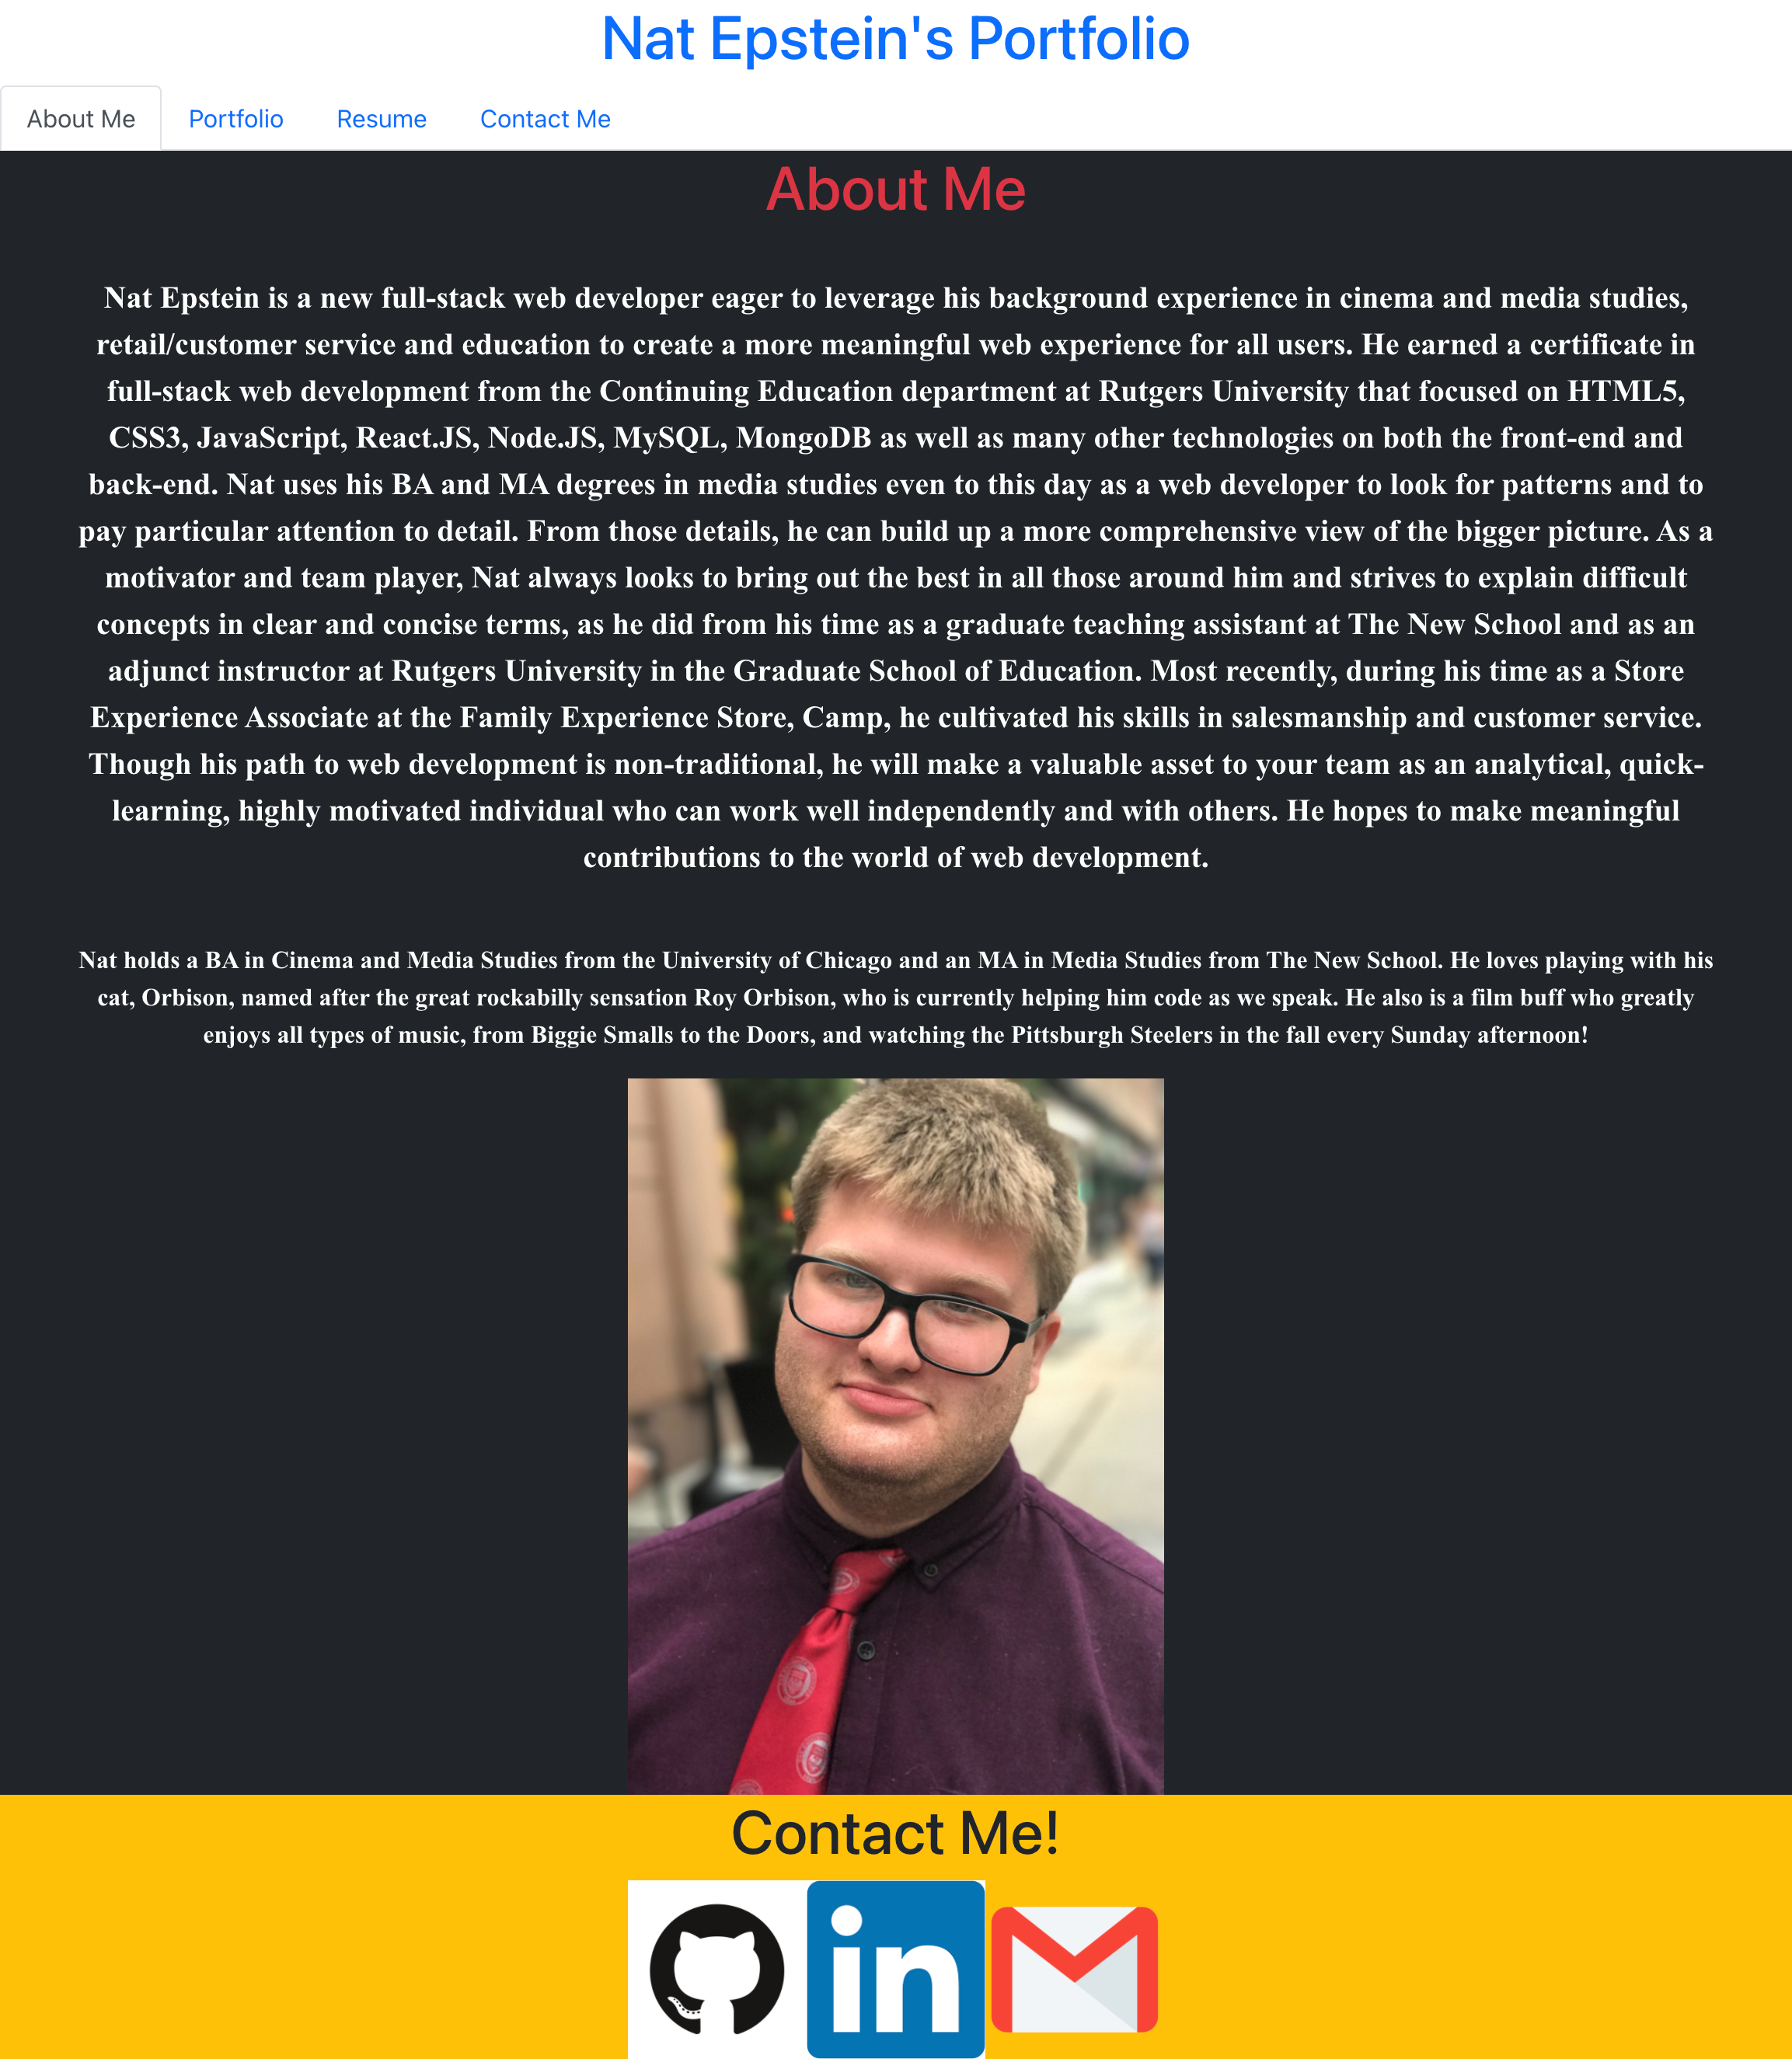 Nat Epstein's Portfolio
About Me
Portfolio
Resume
Contact Me
About Me
Nat Epstein is a new full-stack web developer eager to leverage his background experience in cinema and media studies,
retail/customer service and education to create a more meaningful web experience for all users. He earned a certificate in
full-stack web development from the Continuing Education department at Rutgers University that focused on HTML5,
CSS3, JavaScript, React.JS, Node.JS, MySQL, MongoDB as well as many other technologies on both the front-end and
back-end. Nat uses his BA and MA degrees in media studies even to this day as a web developer to look for patterns and to
pay particular attention to detail. From those details, he can build up a more comprehensive view of the bigger picture. As a
motivator and team player, Nat always looks to bring out the best in all those around him and strives to explain difficult
concepts in clear and concise terms, as he did from his time as a graduate teaching assistant at The New School and as an
adjunct instructor at Rutgers University in the Graduate School of Education. Most recently, during his time as a Store
Experience Associate at the Family Experience Store, Camp, he cultivated his skills in salesmanship and customer service.
Though his path to web development is non-traditional, he will make a valuable asset to your team as an analytical, quick-
learning, highly motivated individual who can work well independently and with others. He hopes to make meaningful
contributions to the world of web development.
Nat holds a BA in Cinema and Media Studies from the University of Chicago and an MA in Media Studies from The New School. He loves playing with his
cat, Orbison, named after the great rockabilly sensation Roy Orbison, who is currently helping him code as we speak. He also is a film buff who greatly
enjoys all types of music, from Biggie Smalls to the Doors, and watching the Pittsburgh Steelers in the fall every Sunday afternoon!
Contact Me!
in